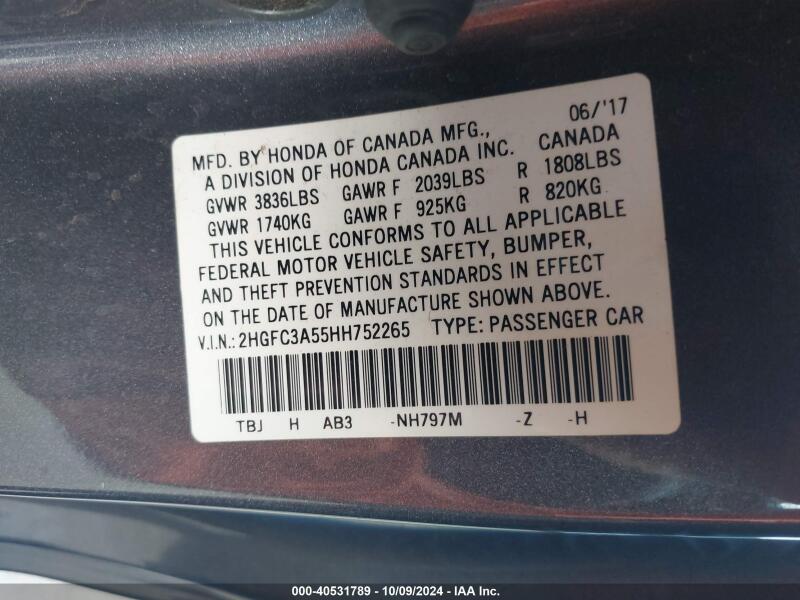 06/'17
MFD. BY HONDA OF CANADA MFG.,
A DIVISION OF HONDA CANADA INC. CANADA
GVWR 3836LBS GAWR F 2039LBS R 1808LBS
GVWR 1740KG GAWR F 925KG R 820KG
THIS VEHICLE CONFORMS TO ALL APPLICABLE
FEDERAL MOTOR VEHICLE SAFETY, BUMPER,
AND THEFT PREVENTION STANDARDS IN EFFECT
ON THE DATE OF MANUFACTURE SHOWN ABOVE.
V.I.N.:2HGFC3A55HH752265 TYPE: PASSENGER CAR
TBJ H AB3 -NH797M -Z -H
000-40531789 - 10/09/2024 - IAA Inc.